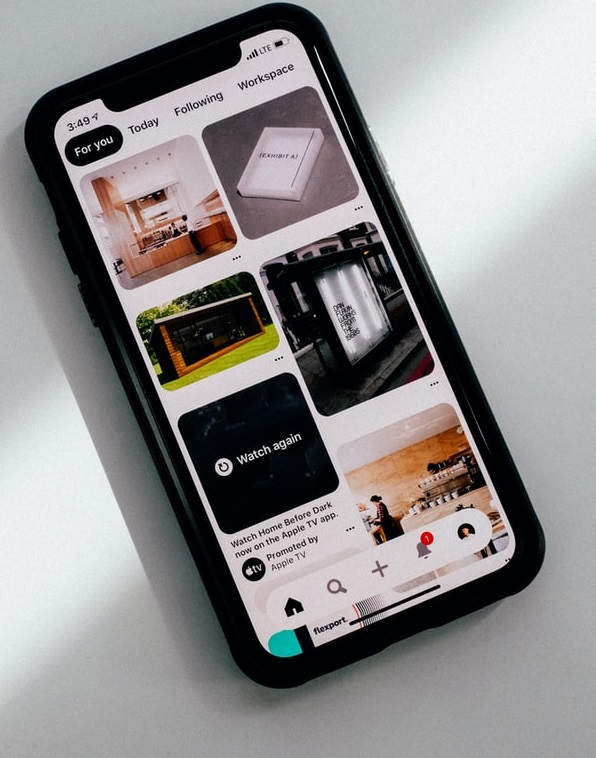 3:49
LTE
For you
Today
Following
Workspace
(EXHIBIT A)
DAN
FLAVIN
WORKS
FROM
THE
1980S
Watch again
Watch Home Before Dark
now on the Apple TV app.
tv
Promoted by
Apple TV
1
flexport.